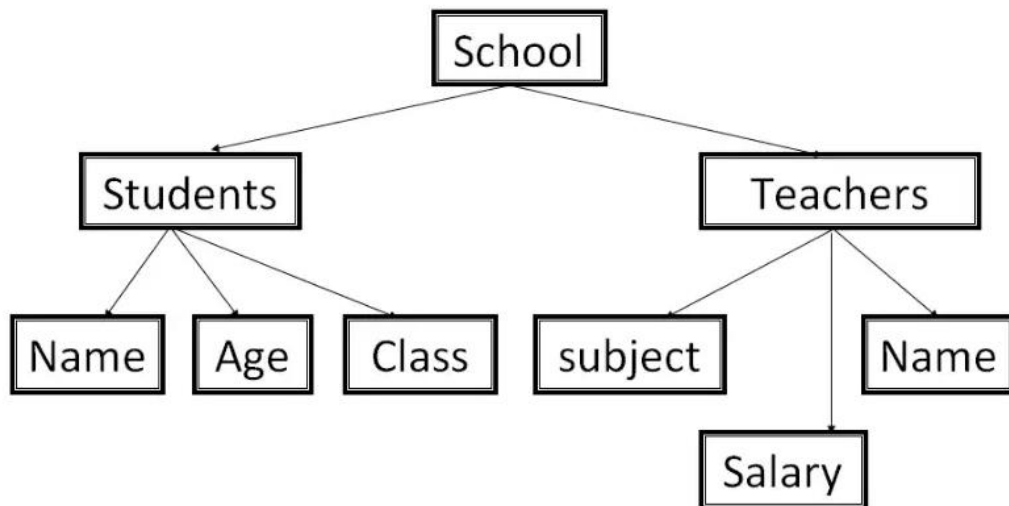 School
Students
Teachers
Name
Age
Class
subject
Name
Salary